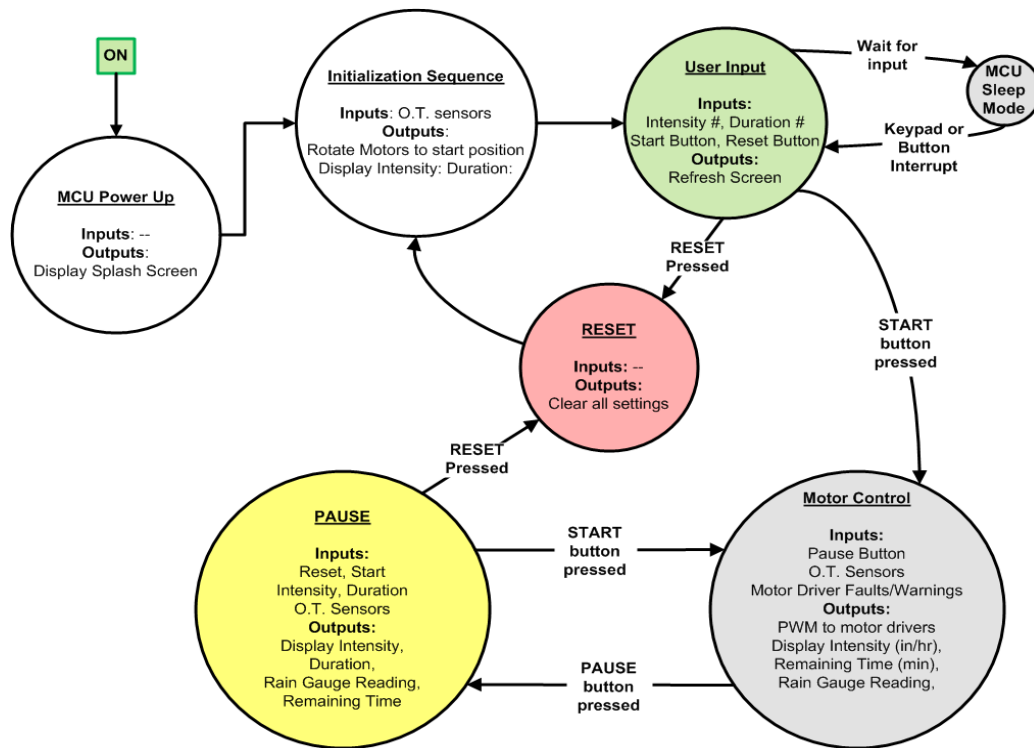 ON
MCU Power Up
Inputs: --
Outputs:
Display Splash Screen
Initialization Sequence
Inputs: O.T. sensors
Outputs:
Rotate Motors to start position
Display Intensity: Duration:
User Input
Inputs:
Intensity #, Duration #
Start Button, Reset Button
Outputs:
Refresh Screen
Wait for
input
MCU
Sleep
Mode
Keypad or
Button
Interrupt
RESET
Pressed
START
button
pressed
RESET
Inputs: --
Outputs:
Clear all settings
RESET
Pressed
PAUSE
Inputs:
Reset, Start
Intensity, Duration
O.T. Sensors
Outputs:
Display Intensity,
Duration,
Rain Gauge Reading,
Remaining Time
START
button
pressed
PAUSE
button
pressed
Motor Control
Inputs:
Pause Button
O.T. Sensors
Motor Driver Faults/Warnings
Outputs:
PWM to motor drivers
Display Intensity (in/hr),
Remaining Time (min),
Rain Gauge Reading,